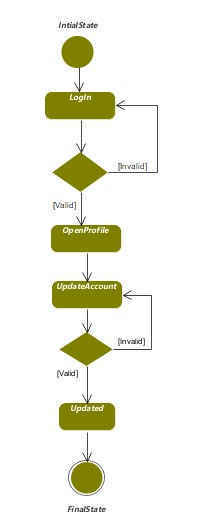 IntialState
LogIn
[Invalid]
[Valid]
OpenProfile
UpdateAccount
[Invalid]
[Valid]
Updated
FinalState